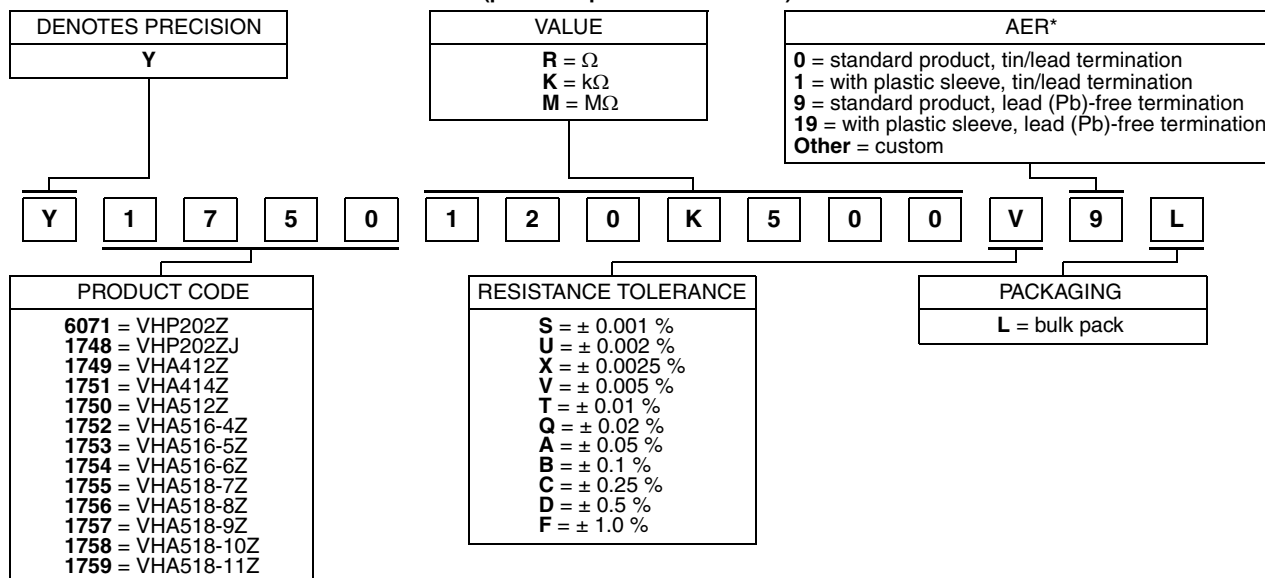 DENOTES PRECISION
Y
VALUE
R = Ω
K = kΩ
M = MΩ
AER*
0 = standard product, tin/lead termination
1 = with plastic sleeve, tin/lead termination
9 = standard product, lead (Pb)-free termination
19 = with plastic sleeve, lead (Pb)-free termination
Other = custom
Y 1 7 5 0 1 2 0 K 5 0 0 V 9 L
PRODUCT CODE
6071 = VHP202Z
1748 = VHP202ZJ
1749 = VHA412Z
1751 = VHA414Z
1750 = VHA512Z
1752 = VHA516-4Z
1753 = VHA516-5Z
1754 = VHA516-6Z
1755 = VHA518-7Z
1756 = VHA518-8Z
1757 = VHA518-9Z
1758 = VHA518-10Z
1759 = VHA518-11Z
RESISTANCE TOLERANCE
S = ± 0.001 %
U = ± 0.002 %
X = ± 0.0025 %
V = ± 0.005 %
T = ± 0.01 %
Q = ± 0.02 %
A = ± 0.05 %
B = ± 0.1 %
C = ± 0.25 %
D = ± 0.5 %
F = ± 1.0 %
PACKAGING
L = bulk pack